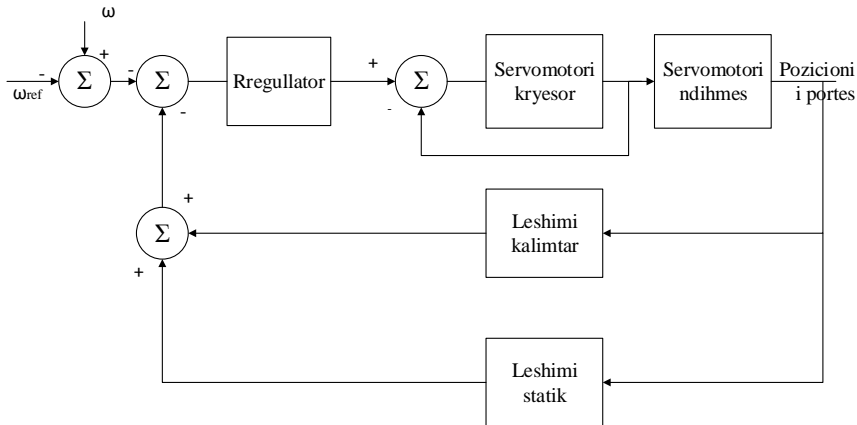 ω
+
-
-
ωref
Σ
Σ
-
Rregullator
+
-
Σ
Servomotori
kryesor
Servomotori
ndihmes
Pozicioni
i portes
+
Σ
+
Leshimi
kalimtar
Leshimi
statik